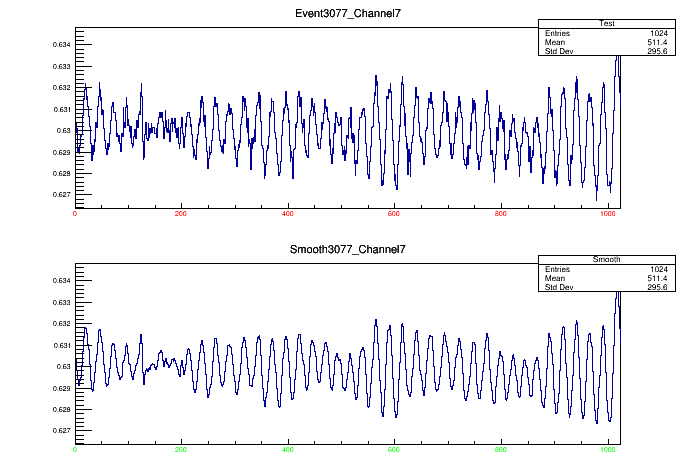 Event3077_Channel7
Test
Entries 1024
Mean 511.4
Std Dev 295.6
0.634
0.633
0.632
0.631
0.63
0.629
0.628
0.627
0 200 400 600 800 1000
Smooth3077_Channel7
Smooth
Entries 1024
Mean 511.4
Std Dev 295.6
0.634
0.633
0.632
0.631
0.63
0.629
0.628
0.627
0 200 400 600 800 1000